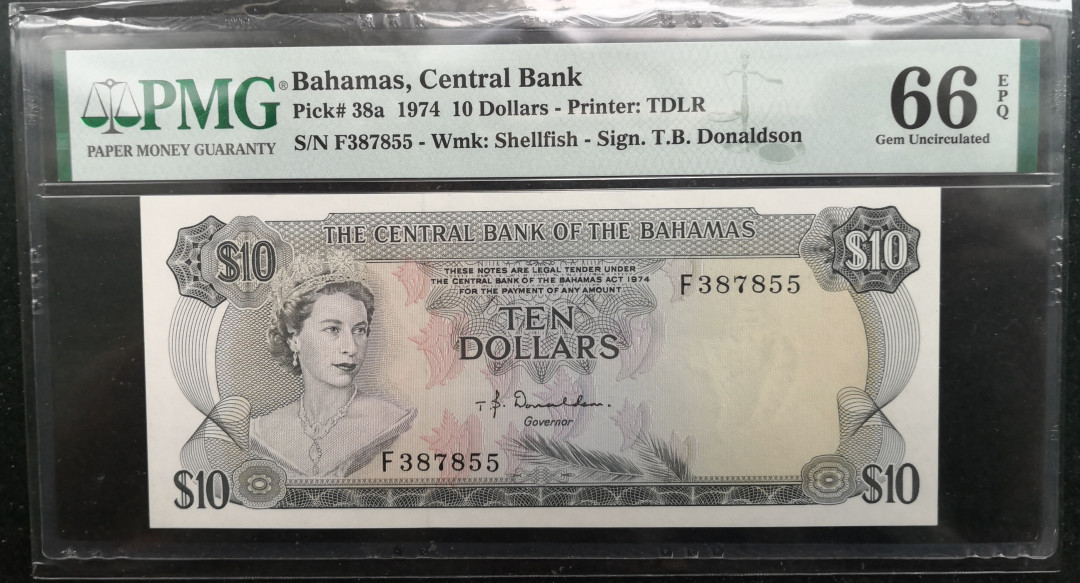 PMG®
PAPER MONEY GUARANTY
Bahamas, Central Bank
Pick# 38a 1974 10 Dollars - Printer: TDLR
S/N F387855 - Wmk: Shellfish - Sign. T.B. Donaldson
66 EPQ
Gem Uncirculated
THE CENTRAL BANK OF THE BAHAMAS
$10
$10
THESE NOTES ARE LEGAL TENDER UNDER
THE CENTRAL BANK OF THE BAHAMAS ACT 1974
FOR THE PAYMENT OF ANY AMOUNT
F387855
TEN
DOLLARS
T.B. Donaldson.
Governor
F387855
$10
$10